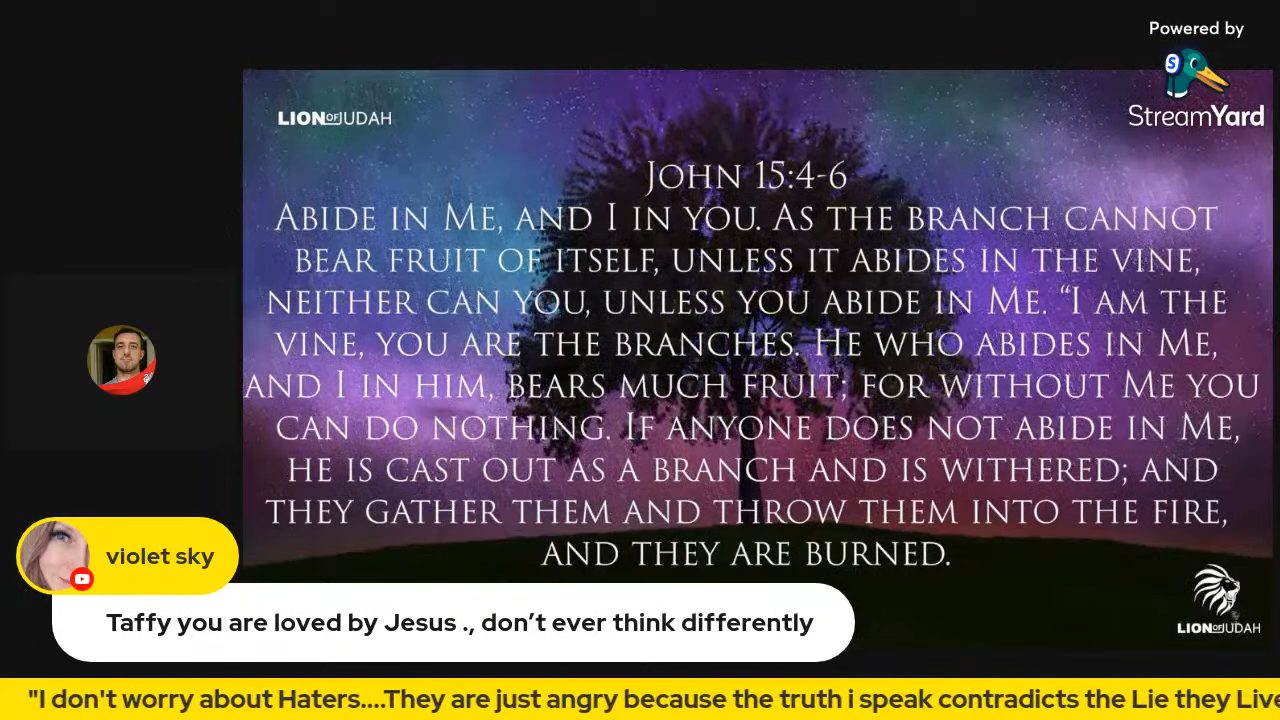 Powered by
StreamYard
LION OF JUDAH
JOHN 15:4-6
ABIDE IN ME, AND I IN YOU. AS THE BRANCH CANNOT
BEAR FRUIT OF ITSELF, UNLESS IT ABIDES IN THE VINE,
NEITHER CAN YOU, UNLESS YOU ABIDE IN ME. “I AM THE
VINE, YOU ARE THE BRANCHES. HE WHO ABIDES IN ME,
AND I IN HIM, BEARS MUCH FRUIT; FOR WITHOUT ME YOU
CAN DO NOTHING. IF ANYONE DOES NOT ABIDE IN ME,
HE IS CAST OUT AS A BRANCH AND IS WITHERED; AND
THEY GATHER THEM AND THROW THEM INTO THE FIRE,
AND THEY ARE BURNED.
LION OF JUDAH
violet sky
Taffy you are loved by Jesus ., don’t ever think differently
"I don't worry about Haters....They are just angry because the truth i speak contradicts the Lie they Live